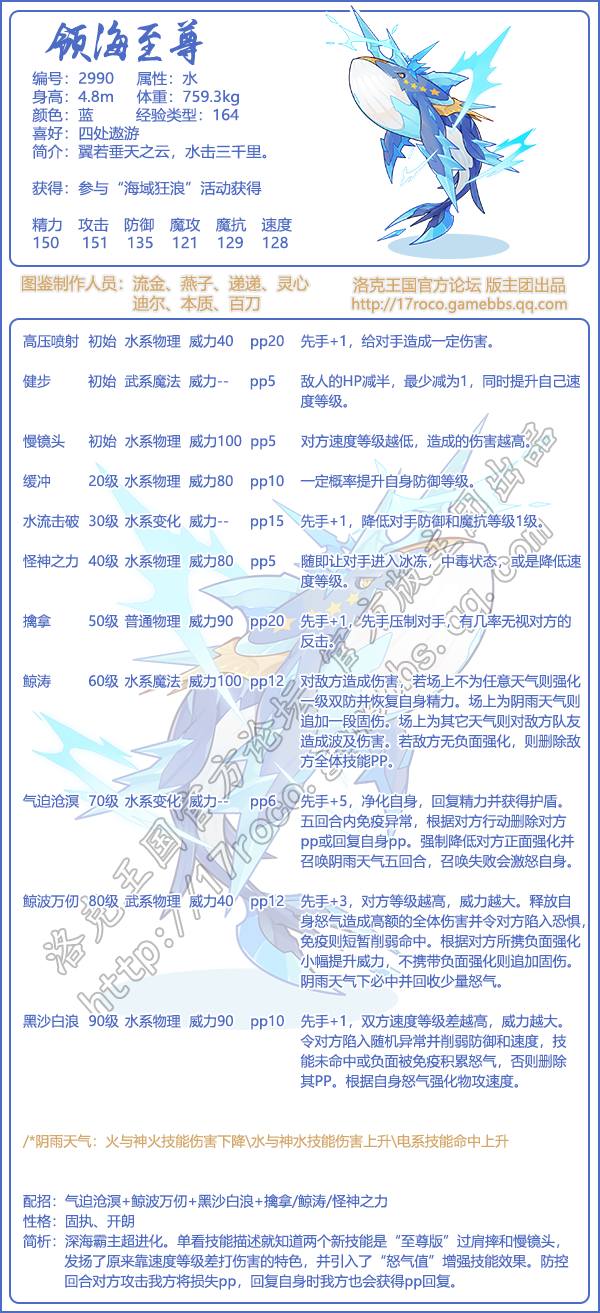 领海至尊
编号：2990 属性：水
身高：4.8m 体重：759.3kg
颜色：蓝 经验类型：164
喜好：四处遨游
简介：翼若垂天之云，水击三千里。
获得：参与“海域狂浪”活动获得
精力 攻击 防御 魔攻 魔抗 速度
150 151 135 121 129 128
图鉴制作人员：流金、燕子、递递、灵心
迪尔、本质、百刀
洛克王国官方论坛 版主团出品
http://17roco.gamebbs.qq.com
高压喷射 初始 水系物理 威力40 pp20 先手+1，给对手造成一定伤害。
健步 初始 武系魔法 威力-- pp5 敌人的HP减半，最少减为1，同时提升自己速
度等级。
慢镜头 初始 水系物理 威力100 pp5 对方速度等级越低，造成的伤害越高。
缓冲 20级 水系物理 威力80 pp10 一定概率提升自身防御等级。
水流击破 30级 水系变化 威力-- pp15 先手+1，降低对手防御和魔抗等级1级。
怪神之力 40级 水系物理 威力80 pp5 随即让对手进入冰冻，中毒状态，或是降低速
度等级。
擒拿 50级 普通物理 威力90 pp20 先手+1，先手压制对手，有几率无视对方的
反击。
鲸涛 60级 水系魔法 威力100 pp12 对敌方造成伤害，若场上不为任意天气则强化
一级双防并恢复自身精力。场上为阴雨天气则
追加一段固伤。场上为其它天气则对敌方队友
造成波及伤害。若敌方无负面强化，则删除敌
方全体技能PP。
气迫沧溟 70级 水系变化 威力-- pp6 先手+5，净化自身，回复精力并获得护盾。
五回合内免疫异常，根据对方行动删除对方
pp或回复自身pp。强制降低对方正面强化并
召唤阴雨天气五回合，召唤失败会激怒自身。
鲸波万仞 80级 武系物理 威力40 pp12 先手+3，对方等级越高，威力越大。释放自
身怒气造成高额的全体伤害并令对方陷入恐惧，
免疫则短暂削弱命中。根据对方所携负面强化
小幅提升威力，不携带负面强化则追加固伤。
阴雨天气下必中并回收少量怒气。
黑沙白浪 90级 水系物理 威力90 pp10 先手+1，双方速度等级差越高，威力越大。
令对方陷入随机异常并削弱防御和速度，技
能未命中或负面被免疫积累怒气，否则删除
其PP。根据自身怒气强化物攻速度。
洛克王国官方论坛 官方版主团出品
http://17roco.gamebbs.qq.com
/*阴雨天气：火与神火技能伤害下降\水与神水技能伤害上升\电系技能命中上升
配招：气迫沧溟+鲸波万仞+黑沙白浪+擒拿/鲸涛/怪神之力
性格：固执、开朗
简析：深海霸主超进化。单看技能描述就知道两个新技能是“至尊版”过肩摔和慢镜头，
发扬了原来靠速度等级差打伤害的特色，并引入了“怒气值”增强技能效果。防控
回合对方攻击我方将损失pp，回复自身时我方也会获得pp回复。